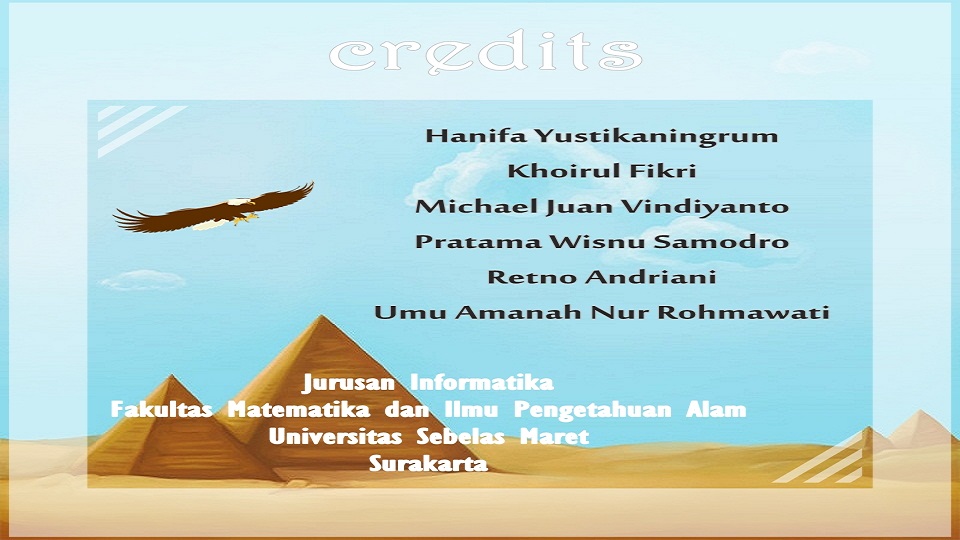 credits
Hanifa Yustikaningrum
Khoirul Fikri
Michael Juan Vindiyanto
Pratama Wisnu Samodro
Retno Andriani
Umu Amanah Nur Rohmawati
Jurusan Informatika
Fakultas Matematika dan Ilmu Pengetahuan Alam
Universitas Sebelas Maret
Surakarta